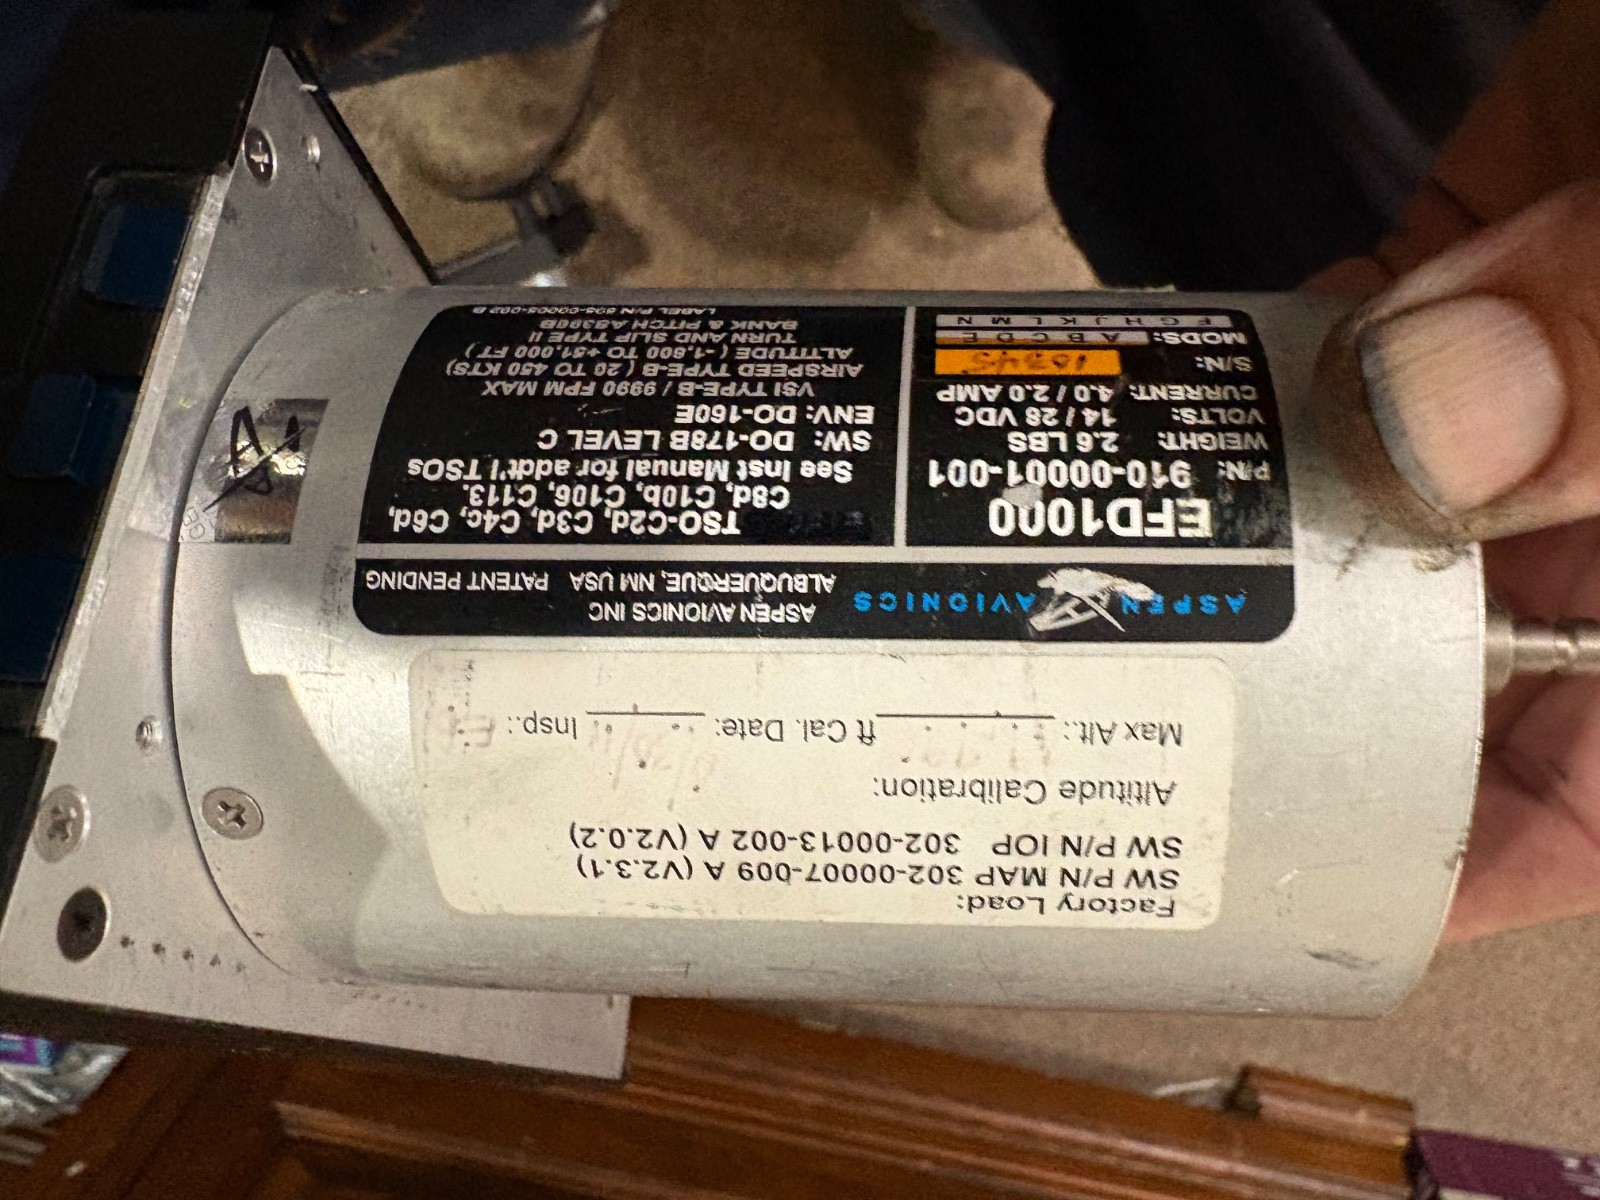 ASPEN AVIONICS
ASPEN AVIONICS INC
ALBUQUERQUE, NM USA PATENT PENDING
EFD1000
P/N: 910-00001-001
WEIGHT: 2.6 LBS
VOLTS: 14 / 28 VDC
CURRENT: 4.0 / 2.0 AMP
S/N:
MODS: A B C D E
F G H J K L M N
TSO-C2d, C3d, C4c, C6d,
C8d, C10b, C106, C113,
See Inst Manual for addt'l TSOs
SW: DO-178B LEVEL C
ENV: DO-160E
VSI TYPE-B / 9990 FPM MAX
AIRSPEED TYPE-B ( 20 TO 450 KTS)
ALTITUDE ( -1,800 TO +51,000 FT )
TURN AND SLIP TYPE II
BANK & PITCH AS396B
Factory Load:
SW P/N MAP 302-00007-009 A (V2.3.1)
SW P/N IOP 302-00013-002 A (V2.0.2)
Altitude Calibration:
Max Alt.: ft Cal. Date: Insp.: